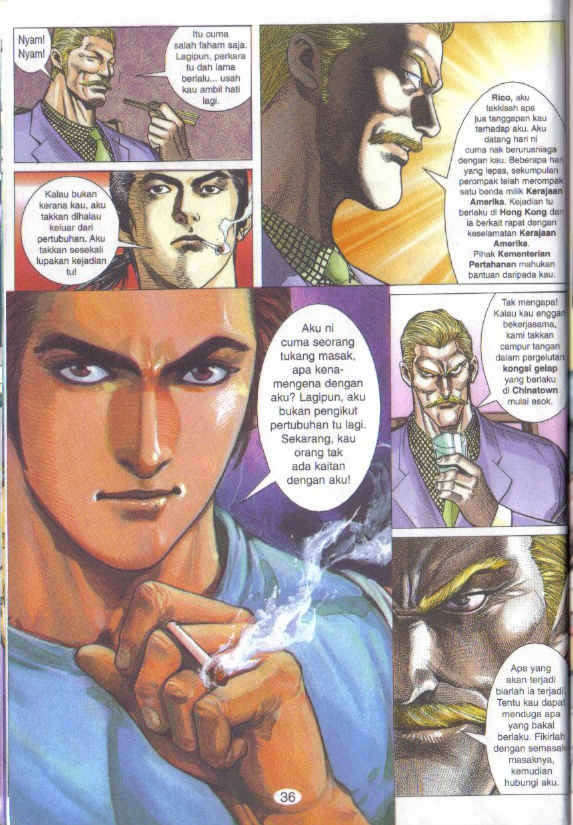 Nyam!
Nyam!
Itu cuma
salah faham saja.
Lagipun, perkara
tu dah lama
berlalu... usah
kau ambil hati
lagi.
Rico, aku
takkisah apa
jua tanggapan kau
terhadap aku. Aku
datang hari ni
cuma nak berurusniaga
dengan kau. Beberapa hari
yang lepas, sekumpulan
perompak telah merompak
satu benda milik Kerajaan
Amerika. Kejadian tu
berlaku di Hong Kong dan
ia berkait rapat dengan
keselamatan Kerajaan
Amerika.
Pihak Kementerian
Pertahanan mahukan
bantuan daripada kau.
Kalau bukan
kerana kau, aku
takkan dihalau
keluar dari
pertubuhan. Aku
takkan sesekali
lupakan kejadian
tu!
Aku ni
cuma seorang
tukang masak,
apa kena-
mengena dengan
aku? Lagipun, aku
bukan pengikut
pertubuhan tu lagi.
Sekarang, kau
orang tak
ada kaitan
dengan aku!
Tak mengapa!
Kalau kau enggan
bekerjasama,
kami takkan
campur tangan
dalam pergelutan
kongsi gelap
yang berlaku
di Chinatown
mulai esok.
Apa yang
akan terjadi
biarlah ia terjadi.
Tentu kau dapat
menduga apa
yang bakal
berlaku. Fikirlah
dengan semasak
masaknya,
kemudian
hubungi aku.
36